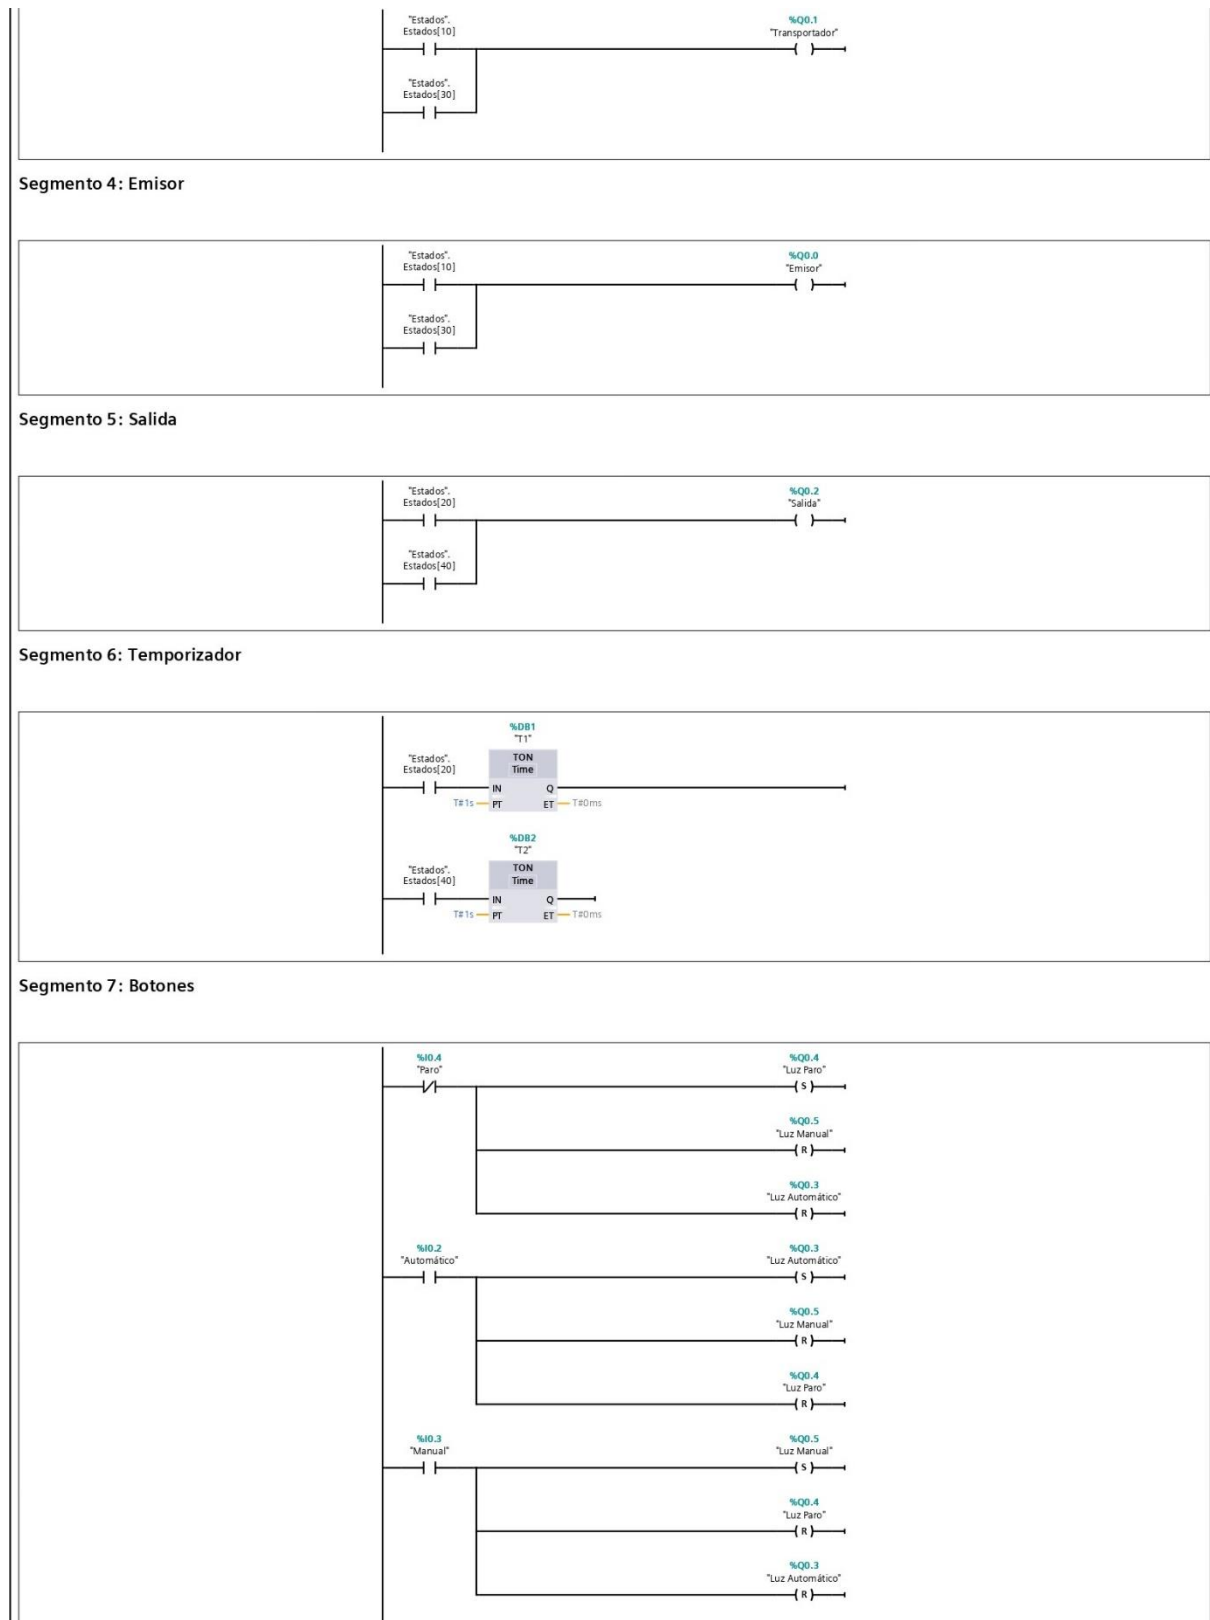 "Estados".
Estados[10]
%Q0.1
"Transportador"
"Estados".
Estados[30]
Segmento 4: Emisor
"Estados".
Estados[10]
%Q0.0
"Emisor"
"Estados".
Estados[30]
Segmento 5: Salida
"Estados".
Estados[20]
%Q0.2
"Salida"
"Estados".
Estados[40]
Segmento 6: Temporizador
%DB1
"T1"
"Estados".
Estados[20]
TON
Time
IN Q
T#1s PT ET T#0ms
%DB2
"T2"
"Estados".
Estados[40]
TON
Time
IN Q
T#1s PT ET T#0ms
Segmento 7: Botones
%I0.4
"Paro"
%Q0.4
"Luz Paro"
S
%Q0.5
"Luz Manual"
R
%Q0.3
"Luz Automático"
R
%I0.2
"Automático"
%Q0.3
"Luz Automático"
S
%Q0.5
"Luz Manual"
R
%Q0.4
"Luz Paro"
R
%I0.3
"Manual"
%Q0.5
"Luz Manual"
S
%Q0.4
"Luz Paro"
R
%Q0.3
"Luz Automático"
R